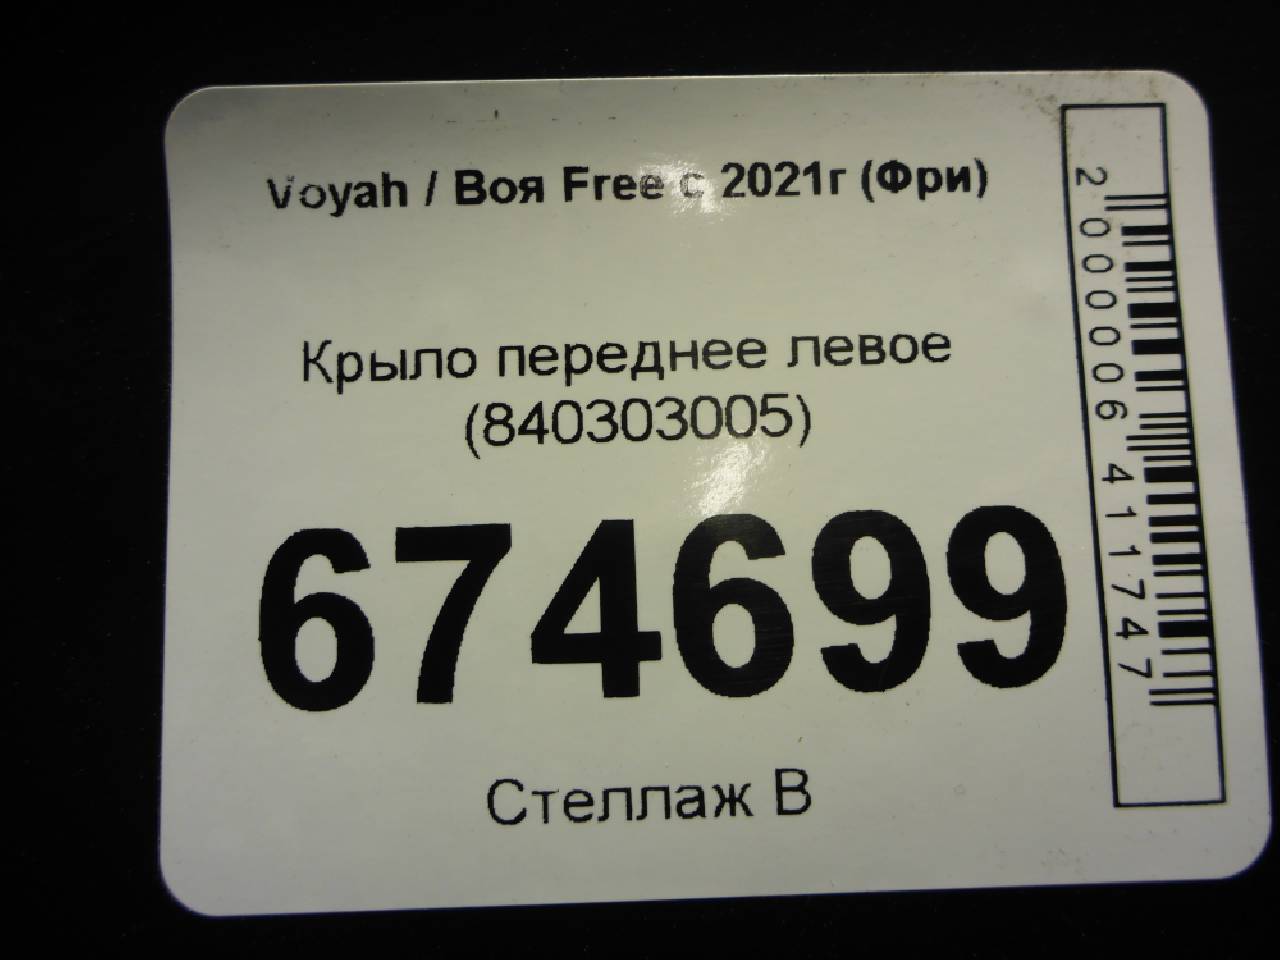 Voyah / Воя Free с 2021г (Фри)
Крыло переднее левое
(840303005)
674699
Стеллаж В
2000006411747